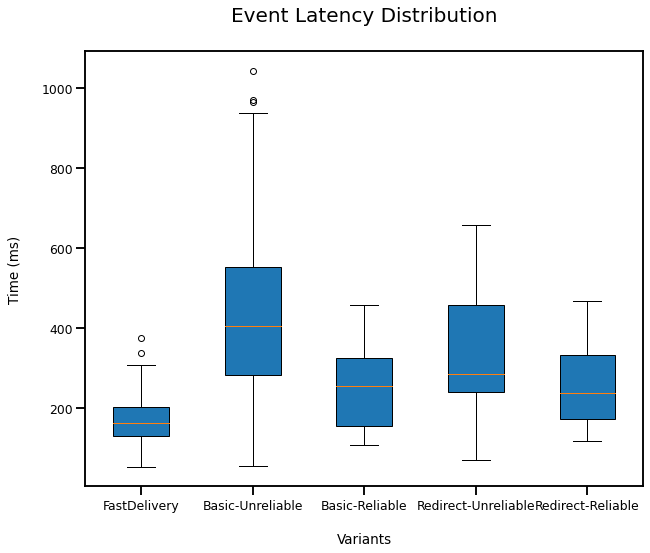 Event Latency Distribution
1000
800
600
400
200
Time (ms)
FastDelivery Basic-Unreliable Basic-Reliable Redirect-Unreliable Redirect-Reliable
Variants